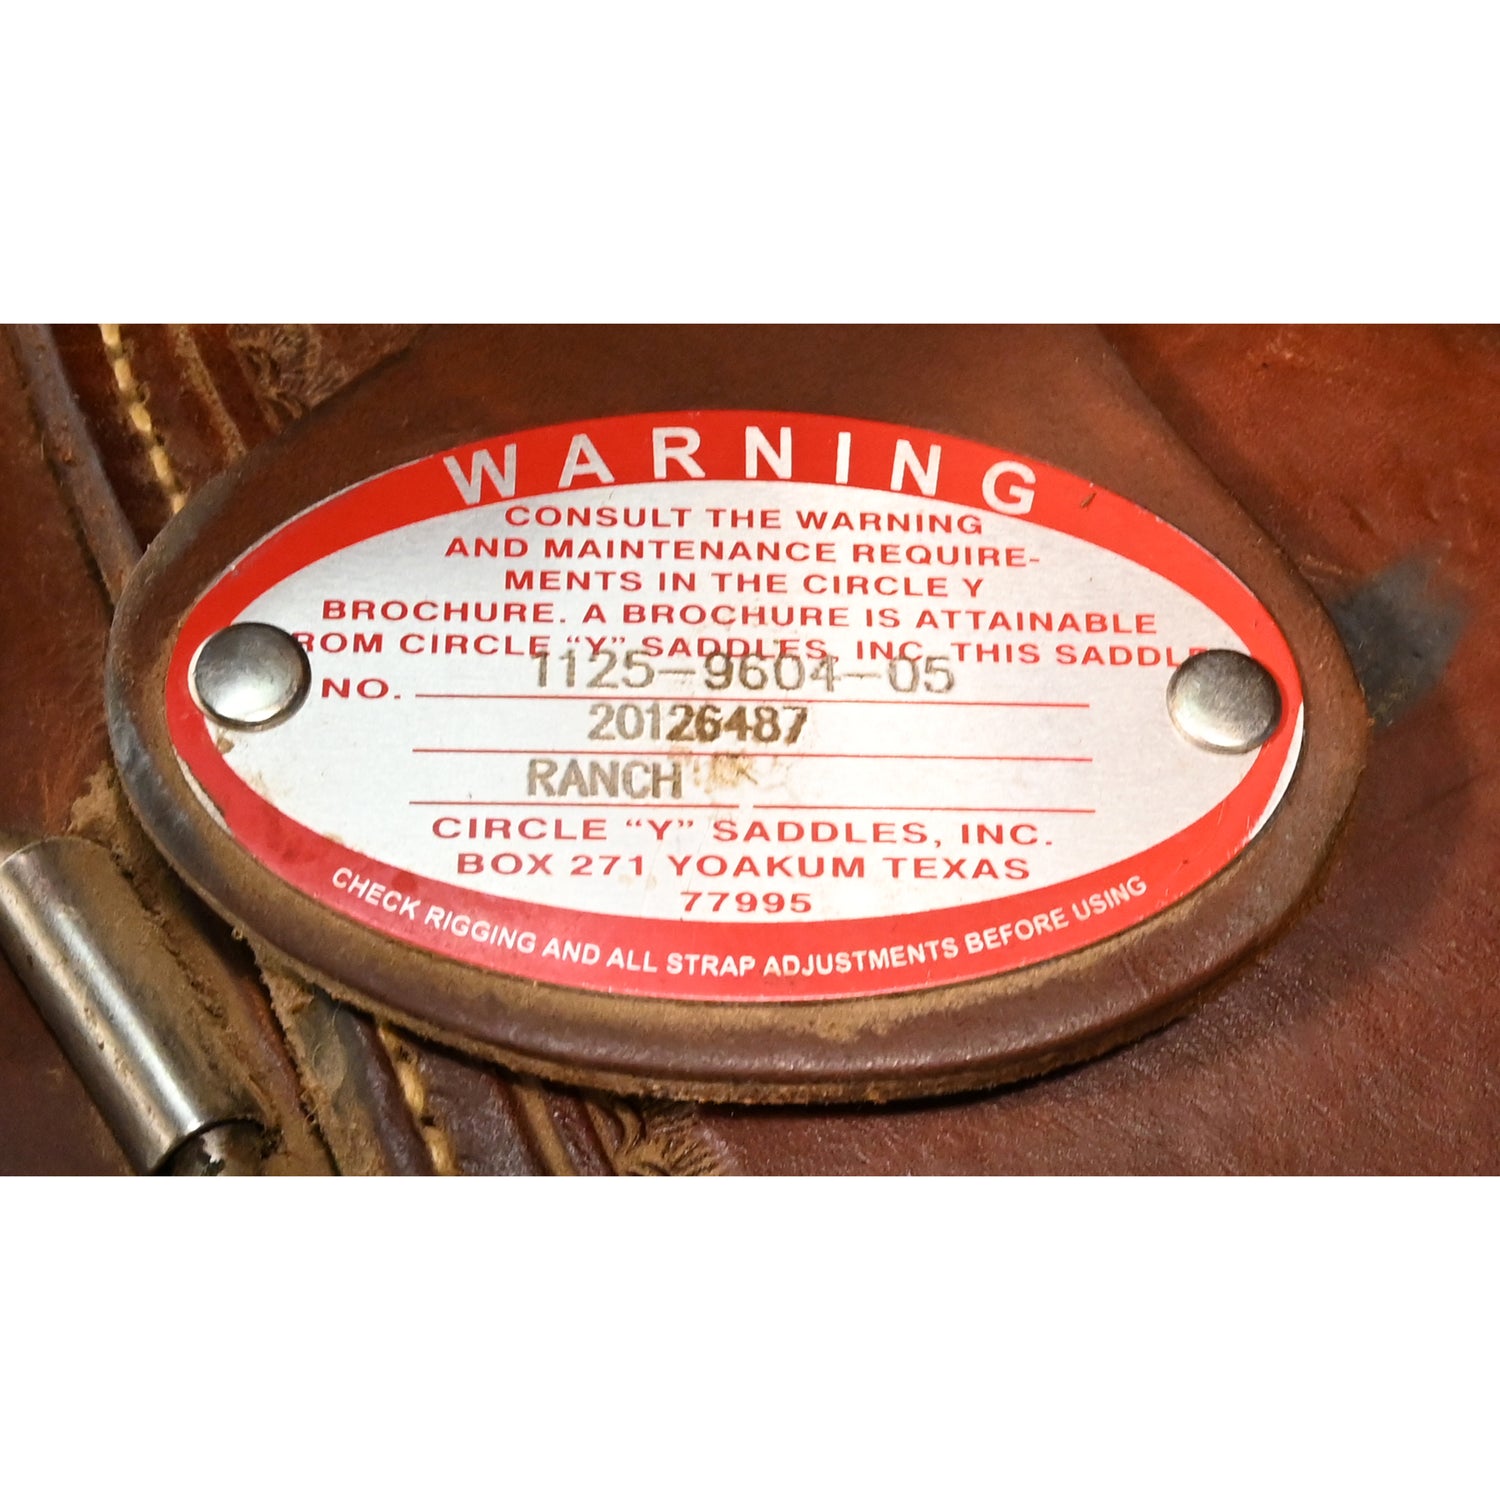 WARNING
CONSULT THE WARNING
AND MAINTENANCE REQUIRE-
MENTS IN THE CIRCLE Y
BROCHURE. A BROCHURE IS ATTAINABLE
ROM CIRCLE “Y” SADDLES, INC. THIS SADDLE
NO. 1125-9604-05
20126487
RANCH
CIRCLE “Y” SADDLES, INC.
BOX 271 YOAKUM TEXAS
77995
CHECK RIGGING AND ALL STRAP ADJUSTMENTS BEFORE USING